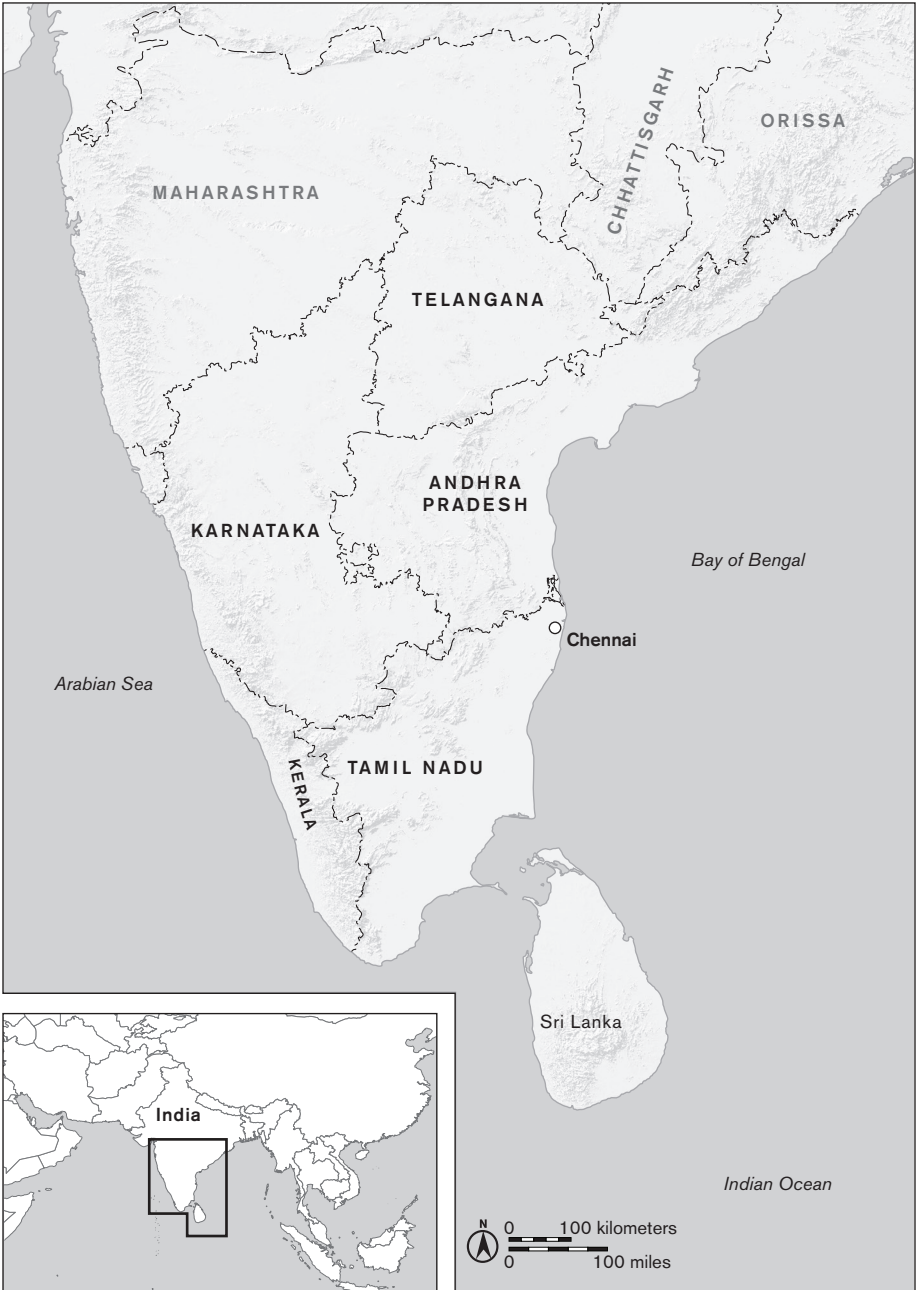 ORISSA
CHHATTISGARH
MAHARASHTRA
TELANGANA
ANDHRA
PRADESH
KARNATAKA
Bay of Bengal
Chennai
Arabian Sea
TAMIL NADU
KERALA
Sri Lanka
India
Indian Ocean
N
0 100 kilometers
0 100 miles